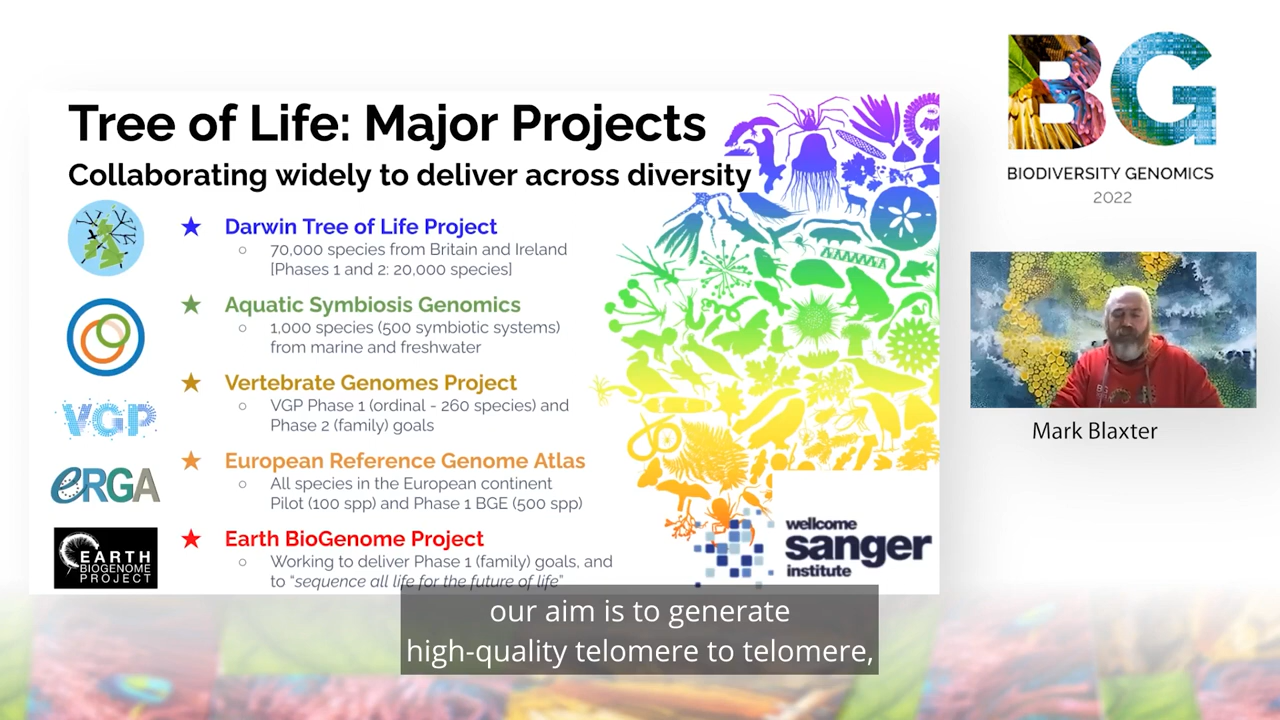 Tree of Life: Major Projects
Collaborating widely to deliver across diversity
★ Darwin Tree of Life Project
○ 70,000 species from Britain and Ireland
[Phases 1 and 2: 20,000 species]
★ Aquatic Symbiosis Genomics
○ 1,000 species (500 symbiotic systems)
from marine and freshwater
VGP
★ Vertebrate Genomes Project
○ VGP Phase 1 (ordinal - 260 species) and
Phase 2 (family) goals
eRGA
★ European Reference Genome Atlas
○ All species in the European continent
Pilot (100 spp) and Phase 1 BGE (500 spp)
EARTH
BIOGENOME
PROJECT
★ Earth BioGenome Project
○ Working to deliver Phase 1 (family) goals, and
to “sequence all life for the future of life”
wellcome
sanger
institute
BG
BIODIVERSITY GENOMICS
2022
Mark Blaxter
our aim is to generate
high-quality telomere to telomere,